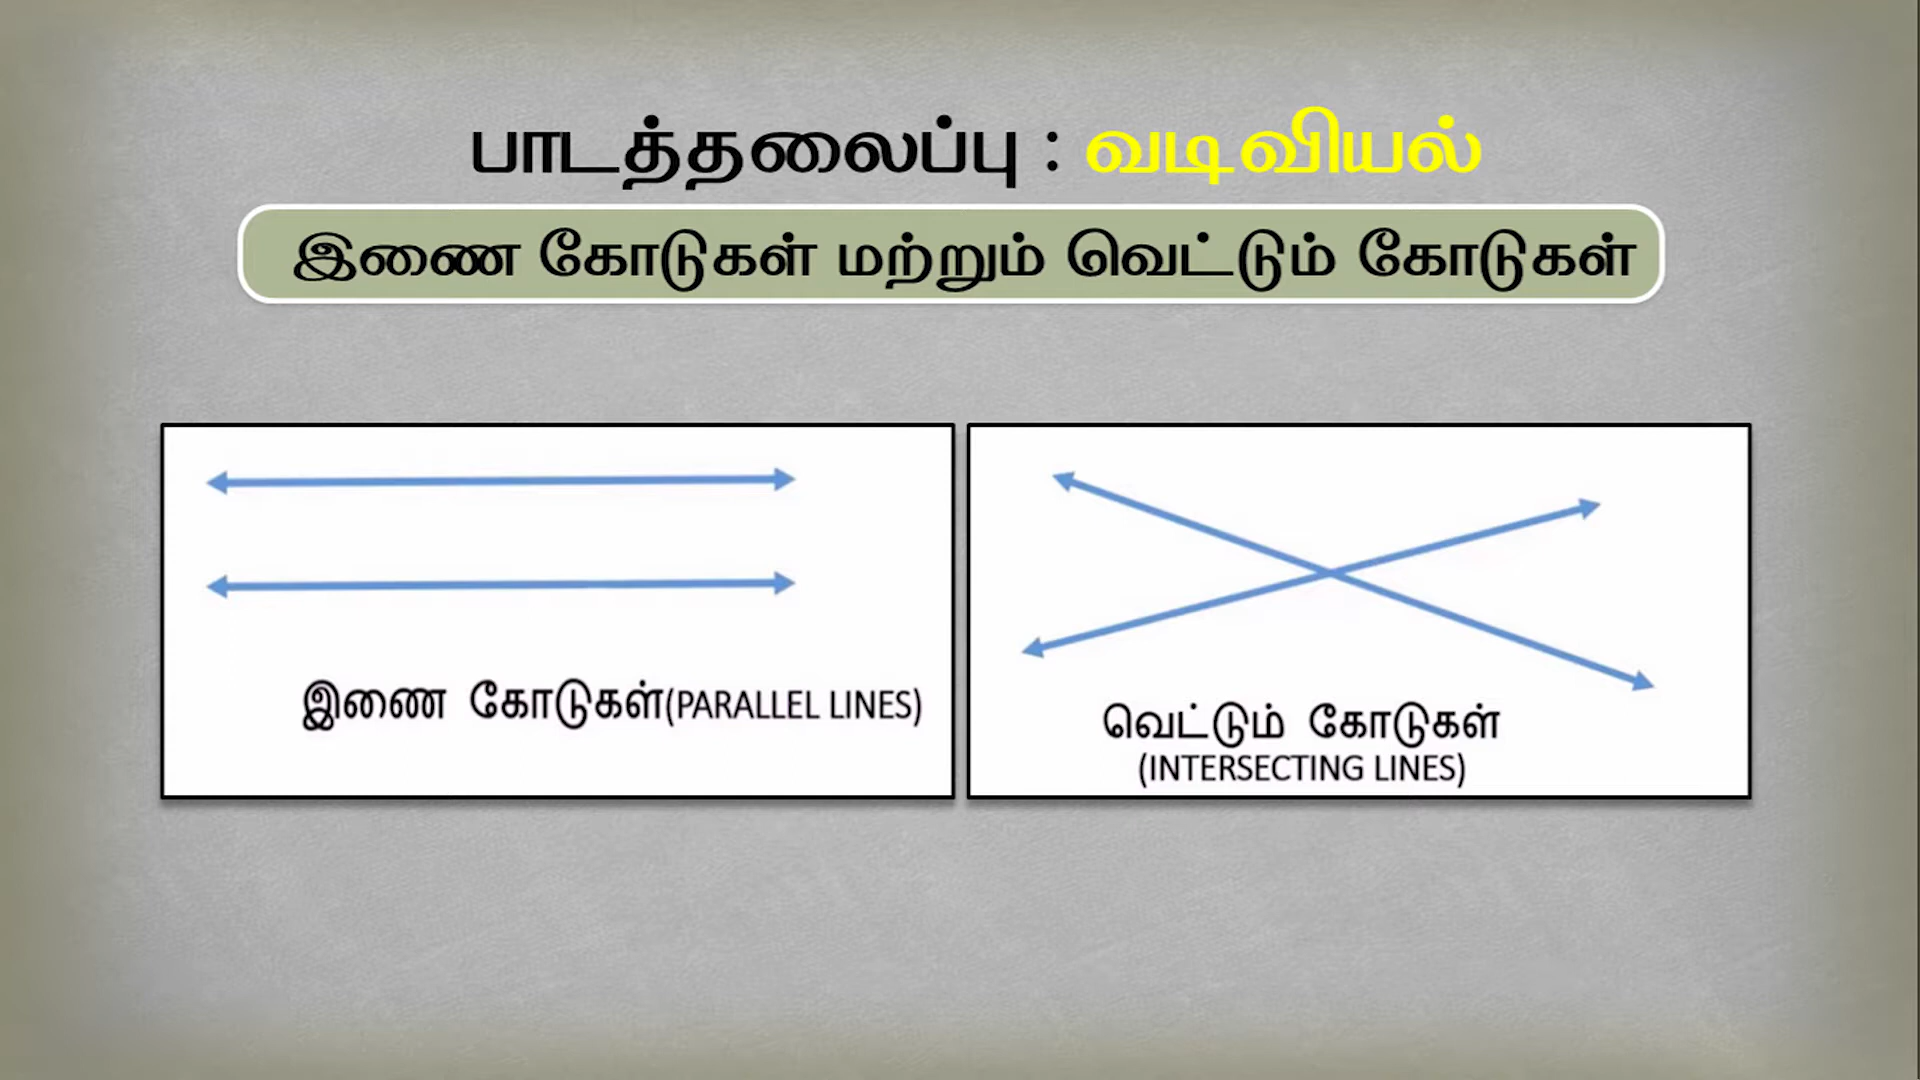 பாடத்தலைப்பு : வடிவியல்
இணை கோடுகள் மற்றும் வெட்டும் கோடுகள்
இணை கோடுகள்(PARALLEL LINES)
வெட்டும் கோடுகள்
(INTERSECTING LINES)